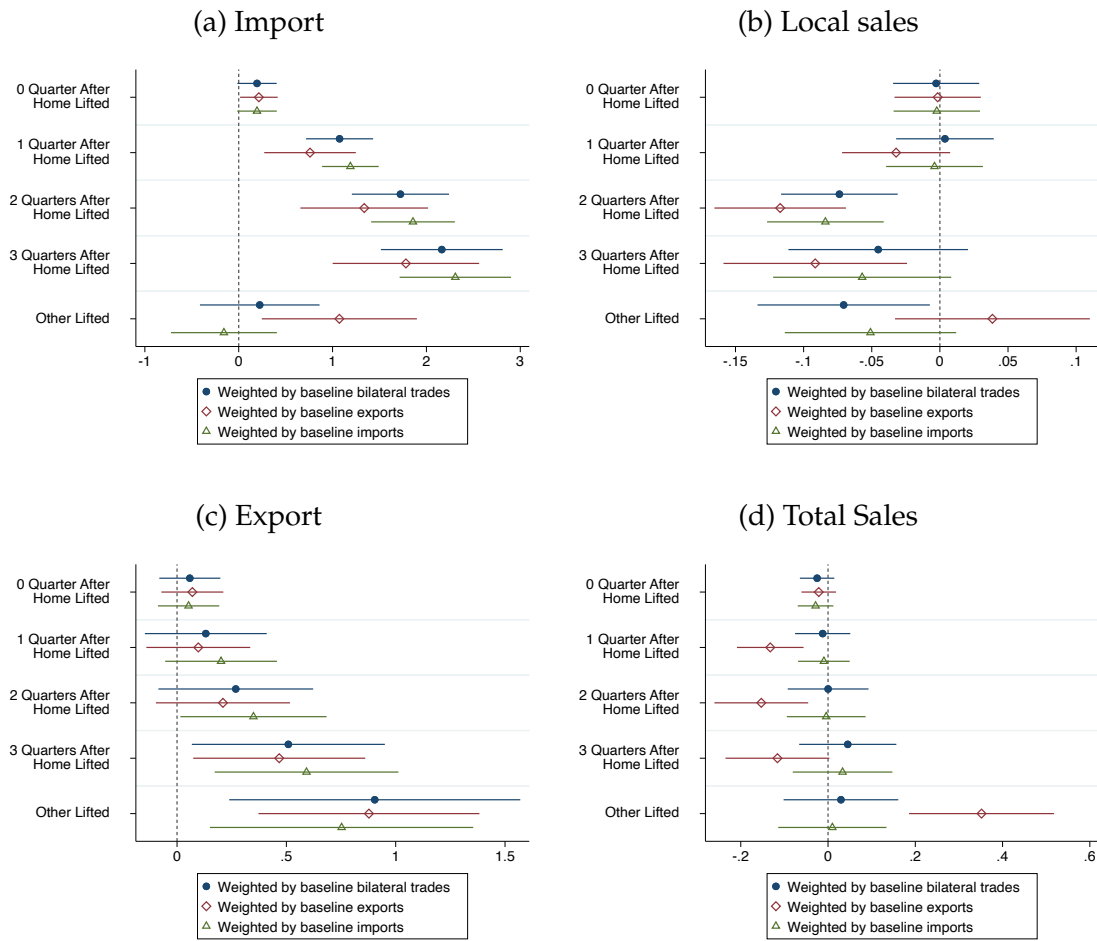 (a) Import
0 Quarter After
Home Lifted
1 Quarter After
Home Lifted
2 Quarters After
Home Lifted
3 Quarters After
Home Lifted
Other Lifted
-1 0 1 2 3
Weighted by baseline bilateral trades
Weighted by baseline exports
Weighted by baseline imports
(b) Local sales
0 Quarter After
Home Lifted
1 Quarter After
Home Lifted
2 Quarters After
Home Lifted
3 Quarters After
Home Lifted
Other Lifted
-.15 -.1 -.05 0 .05 .1
Weighted by baseline bilateral trades
Weighted by baseline exports
Weighted by baseline imports
(c) Export
0 Quarter After
Home Lifted
1 Quarter After
Home Lifted
2 Quarters After
Home Lifted
3 Quarters After
Home Lifted
Other Lifted
0 .5 1 1.5
Weighted by baseline bilateral trades
Weighted by baseline exports
Weighted by baseline imports
(d) Total Sales
0 Quarter After
Home Lifted
1 Quarter After
Home Lifted
2 Quarters After
Home Lifted
3 Quarters After
Home Lifted
Other Lifted
-.2 0 .2 .4 .6
Weighted by baseline bilateral trades
Weighted by baseline exports
Weighted by baseline imports